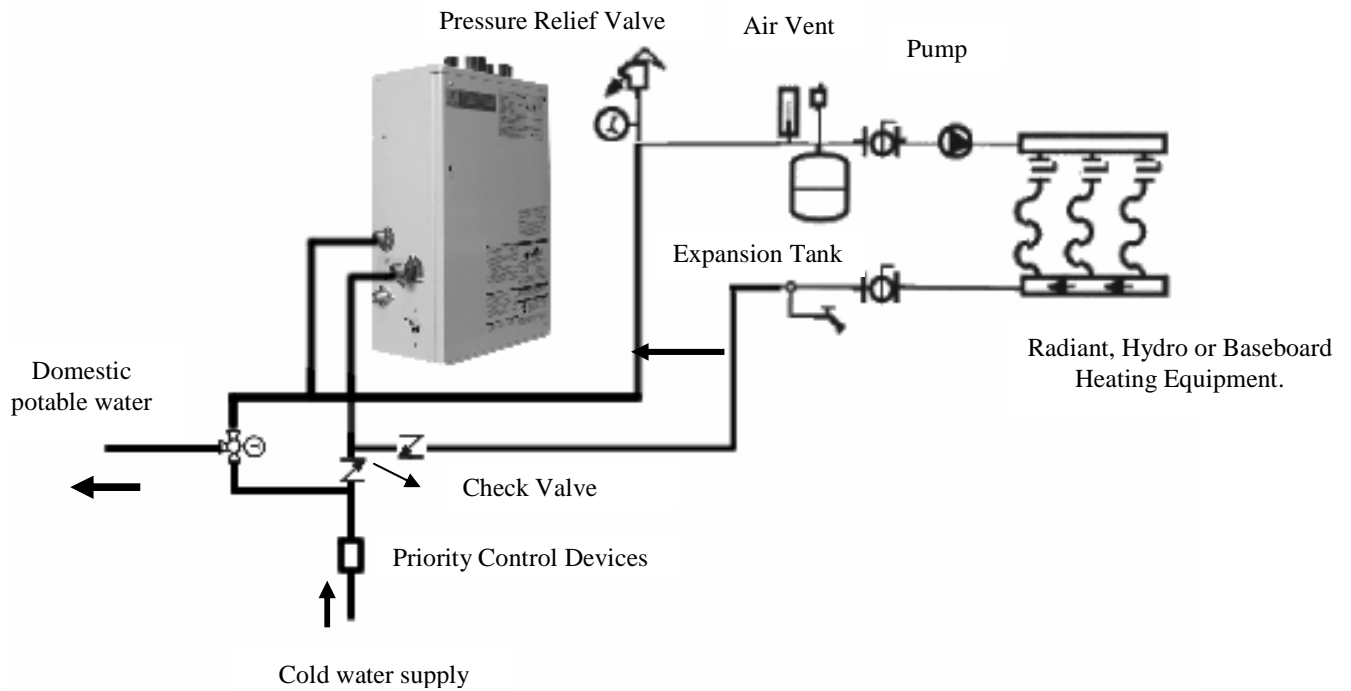 Pressure Relief Valve
Air Vent
Pump
Expansion Tank
Radiant, Hydro or Baseboard
Heating Equipment.
Domestic
potable water
Check Valve
Priority Control Devices
Cold water supply